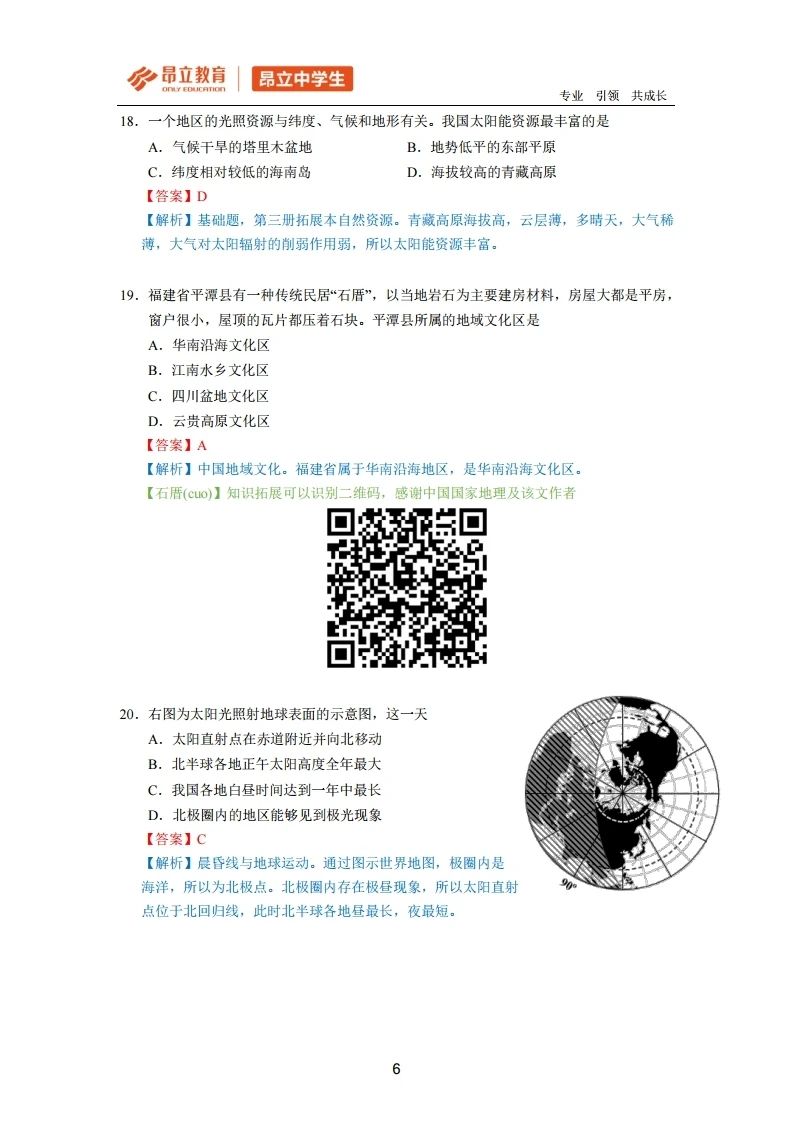 昂立教育
ONLY EDUCATION
昂立中学生
专业 引领 共成长
18．一个地区的光照资源与纬度、气候和地形有关。我国太阳能资源最丰富的是
A．气候干旱的塔里木盆地 B．地势低平的东部平原
C．纬度相对较低的海南岛 D．海拔较高的青藏高原
【答案】D
【解析】基础题，第三册拓展本自然资源。青藏高原海拔高，云层薄，多晴天，大气稀
薄，大气对太阳辐射的削弱作用弱，所以太阳能资源丰富。
19．福建省平潭县有一种传统民居“石厝”，以当地岩石为主要建房材料，房屋大都是平房，
窗户很小，屋顶的瓦片都压着石块。平潭县所属的地域文化区是
A．华南沿海文化区
B．江南水乡文化区
C．四川盆地文化区
D．云贵高原文化区
【答案】A
【解析】中国地域文化。福建省属于华南沿海地区，是华南沿海文化区。
【石厝(cuo)】知识拓展可以识别二维码，感谢中国国家地理及该文作者
20．右图为太阳光照射地球表面的示意图，这一天
A．太阳直射点在赤道附近并向北移动
B．北半球各地正午太阳高度全年最大
C．我国各地白昼时间达到一年中最长
D．北极圈内的地区能够见到极光现象
【答案】C
【解析】晨昏线与地球运动。通过图示世界地图，极圈内是
海洋，所以为北极点。北极圈内存在极昼现象，所以太阳直射
点位于北回归线，此时北半球各地昼最长，夜最短。
90°
6